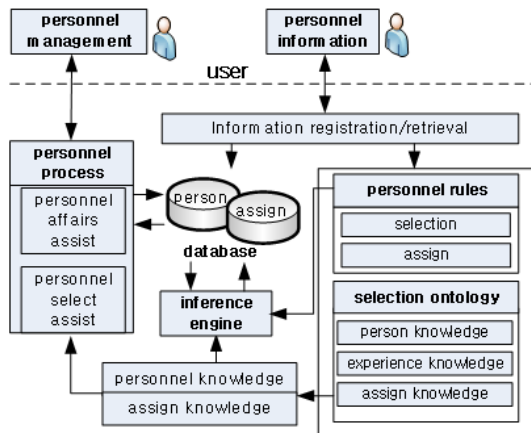 personnel
management
personnel
information
user
Information registration/retrieval
personnel
process
personnel
affairs
assist
personnel
select
assist
person
assign
database
inference
engine
personnel rules
selection
assign
selection ontology
person knowledge
experience knowledge
assign knowledge
personnel knowledge
assign knowledge